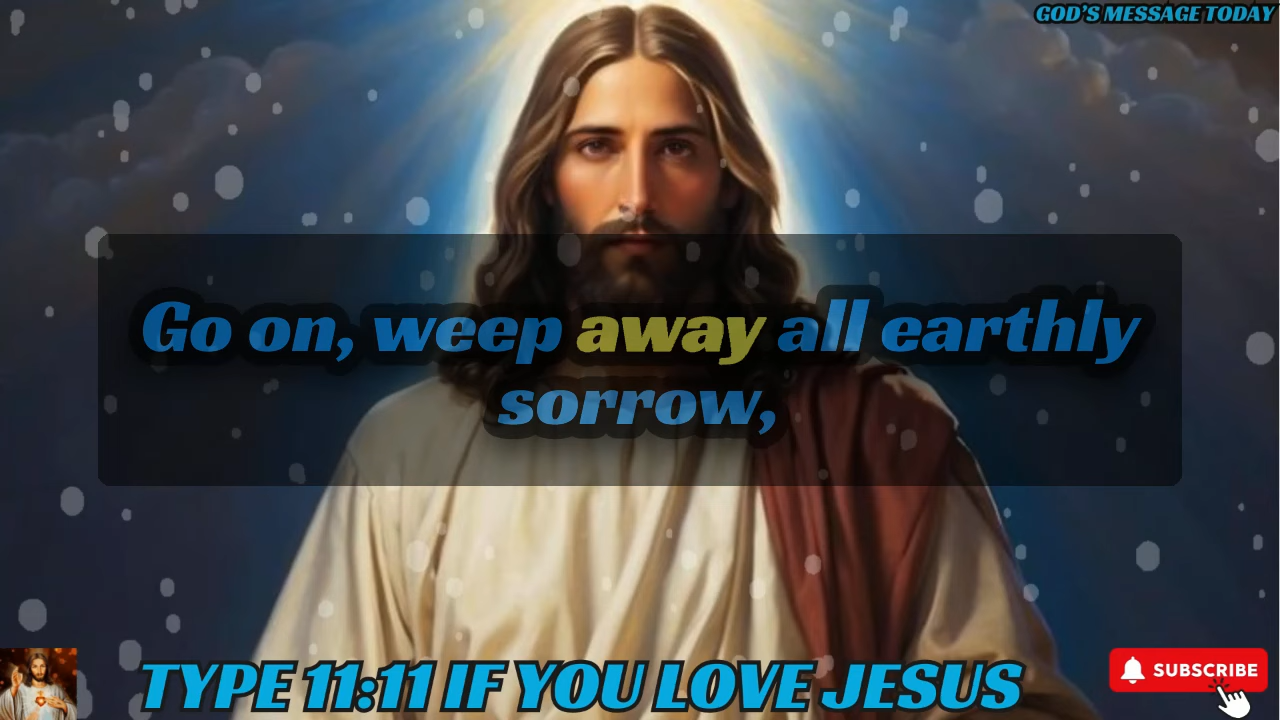 GOD'S MESSAGE TODAY
Go on, weep away all earthly
sorrow,
TYPE 11:11 IF YOU LOVE JESUS
SUBSCRIBE